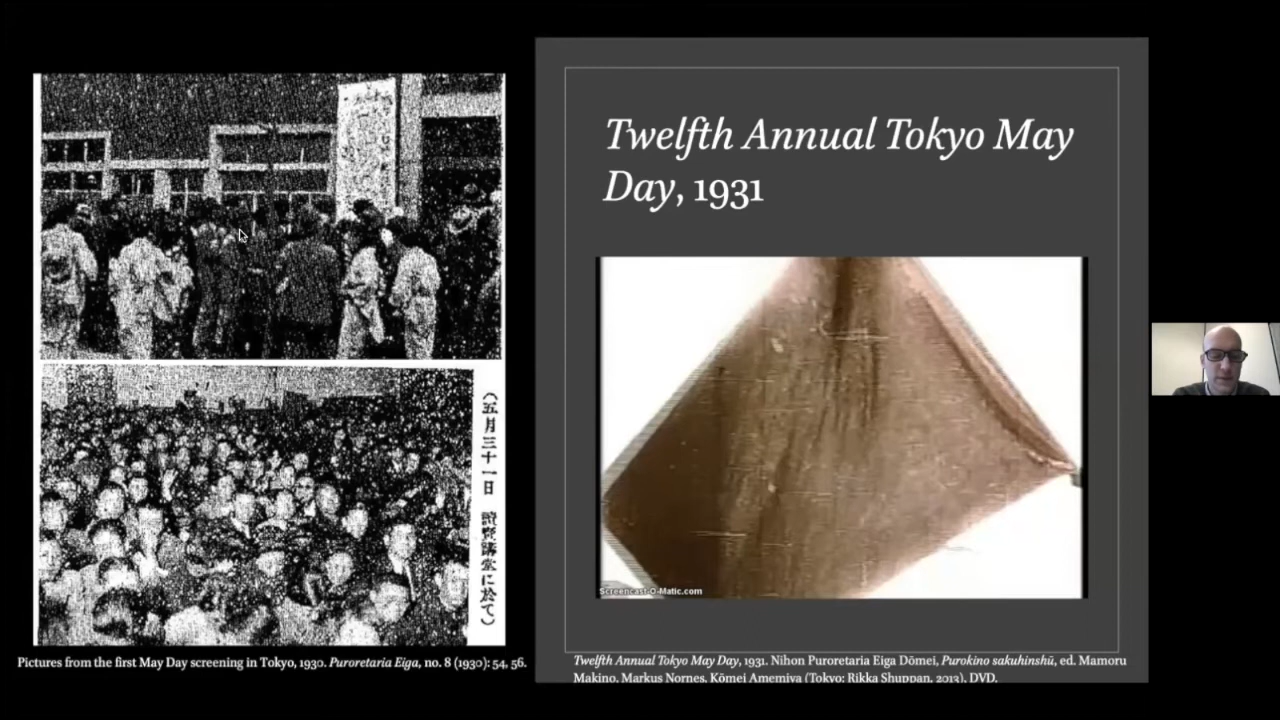 （五月三十一日 讀賣講堂に於て）
Pictures from the first May Day screening in Tokyo, 1930. Puroretaria Eiga, no. 8 (1930): 54, 56.
Twelfth Annual Tokyo May
Day, 1931
Screencast-O-Matic.com
Twelfth Annual Tokyo May Day, 1931. Nihon Puroretaria Eiga Dōmei, Purokino sakuhinshū, ed. Mamoru
Makino, Markus Nornes, Kōmei Amemiya (Tokyo: Rikka Shuppan, 2013), DVD.